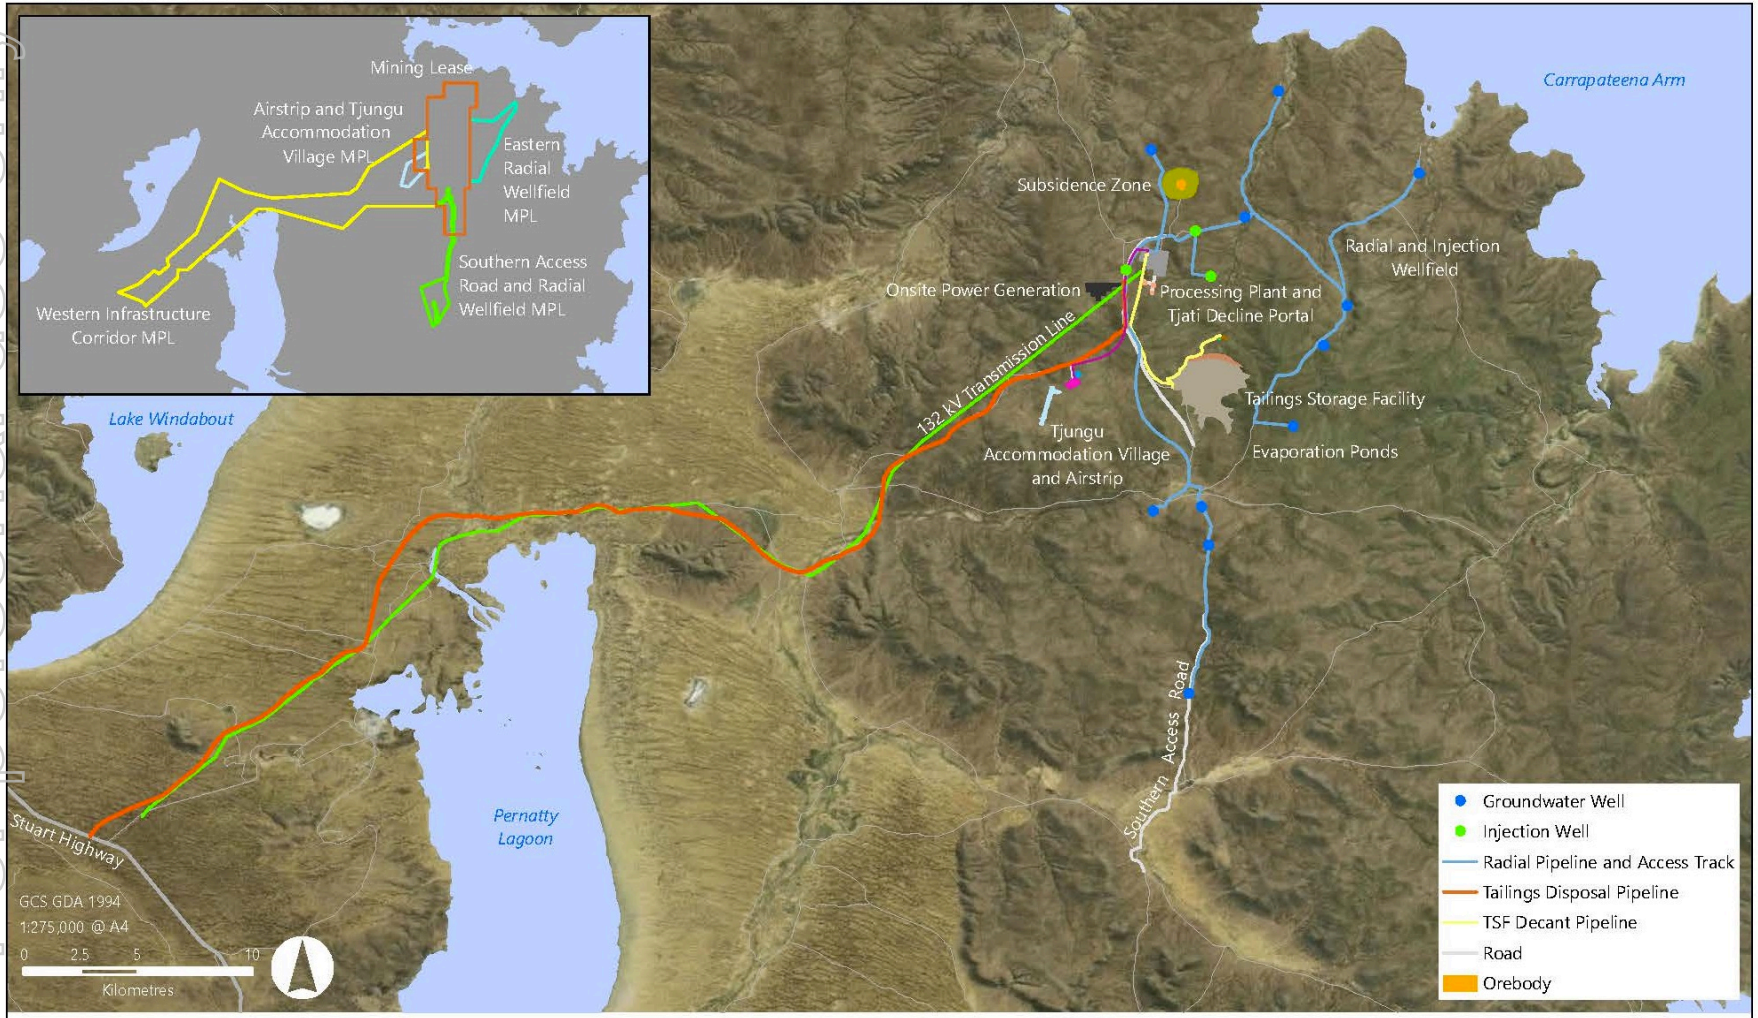 Mining Lease
Airstrip and Tjungu
Accommodation
Village MPL
Eastern
Radial
Wellfield
MPL
Southern Access
Road and Radial
Wellfield MPL
Western Infrastructure
Corridor MPL
Carrapateena Arm
Subsidence Zone
Radial and Injection
Wellfield
Onsite Power Generation
Processing Plant and
Tjati Decline Portal
132 kV Transmission Line
Tailings Storage Facility
Lake Windabout
Tjungu
Accommodation Village
and Airstrip
Evaporation Ponds
Southern Access Road
Pernatty
Lagoon
Stuart Highway
GCS GDA 1994
1:275,000 @ A4
0 2.5 5 10
Kilometres
Groundwater Well
Injection Well
Radial Pipeline and Access Track
Tailings Disposal Pipeline
TSF Decant Pipeline
Road
Orebody